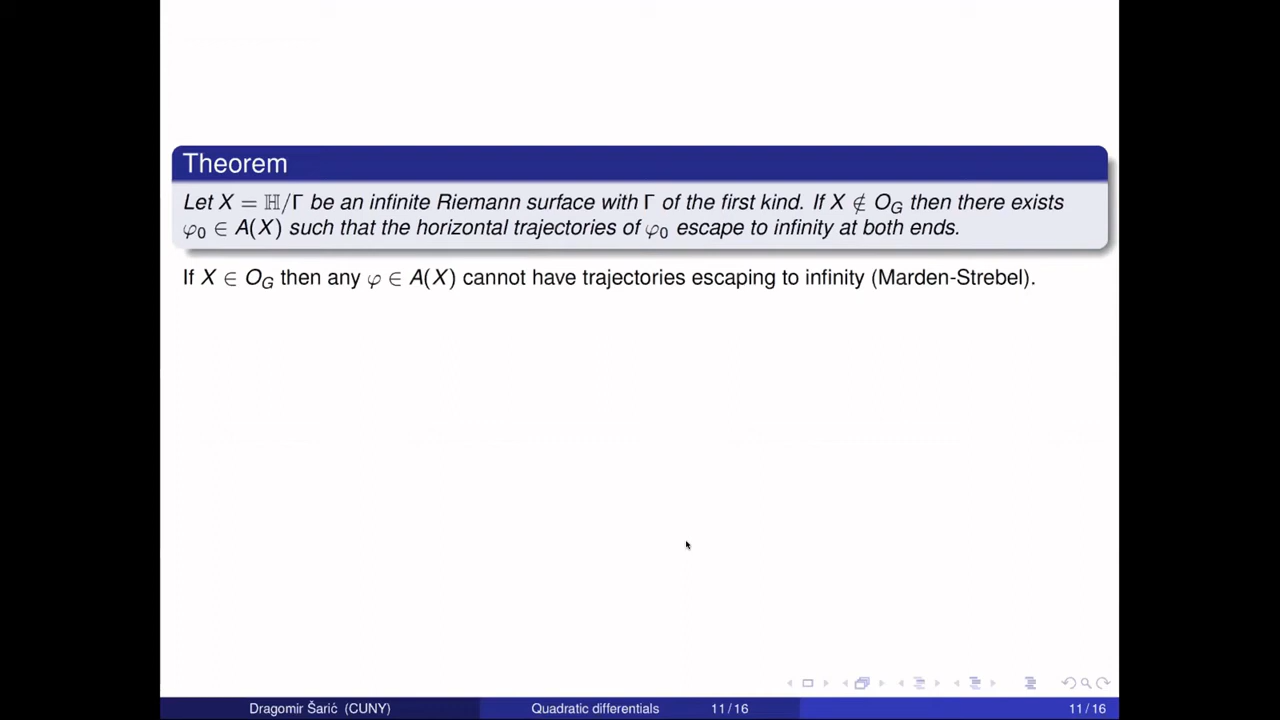 Theorem
Let X = ℍ/Γ be an infinite Riemann surface with Γ of the first kind. If X ∉ O_G then there exists
φ₀ ∈ A(X) such that the horizontal trajectories of φ₀ escape to infinity at both ends.
If X ∈ O_G then any φ ∈ A(X) cannot have trajectories escaping to infinity (Marden-Strebel).
Dragomir Šarić (CUNY) Quadratic differentials 11 / 16 11 / 16